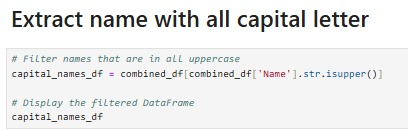 Extract name with all capital letter
# Filter names that are in all uppercase
capital_names_df = combined_df[combined_df['Name'].str.isupper()]
# Display the filtered DataFrame
capital_names_df